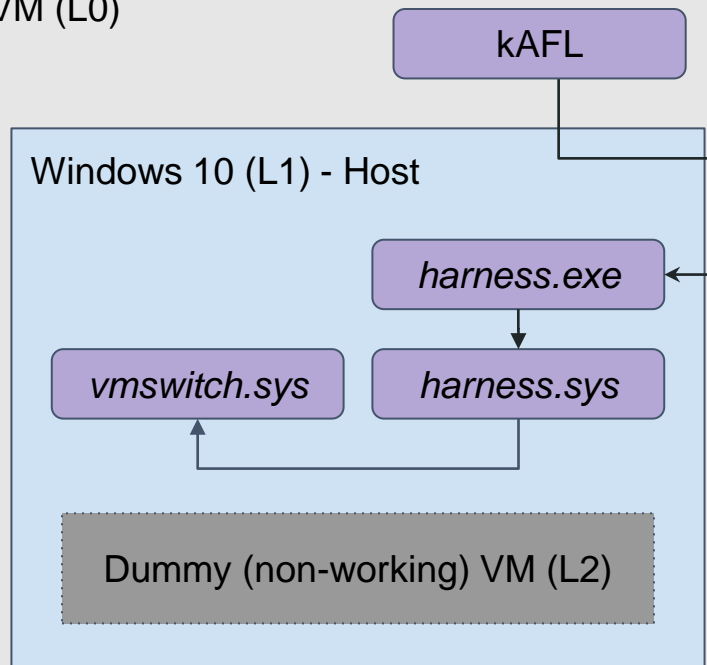 VM (L0)
kAFL
Windows 10 (L1) - Host
harness.exe
vmswitch.sys
harness.sys
Dummy (non-working) VM (L2)